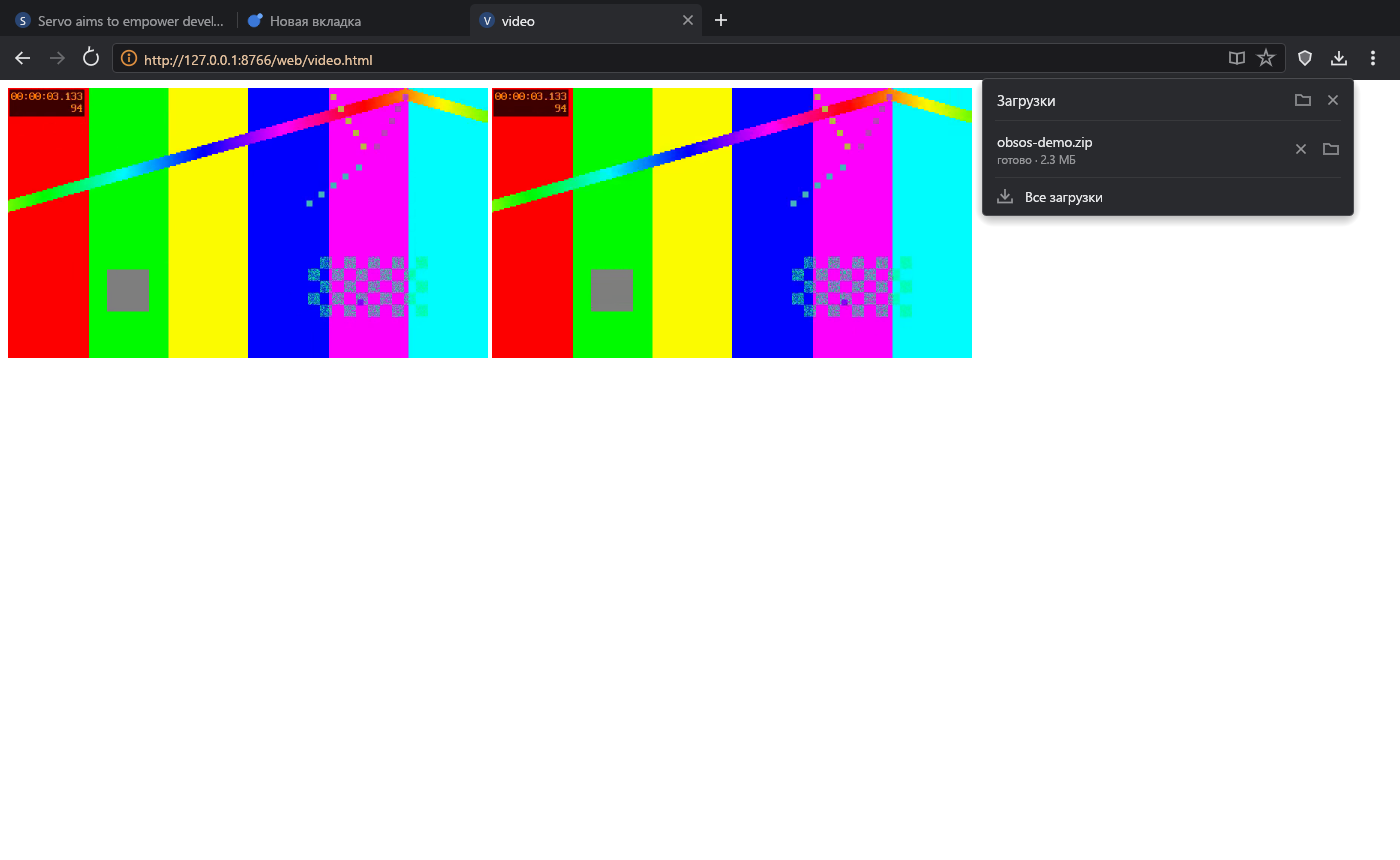 S Servo aims to empower devel...
Новая вкладка
V video
http://127.0.0.1:8766/web/video.html
00:00:03.133
94
00:00:03.133
94
Загрузки
obsos-demo.zip
готово · 2.3 МБ
Все загрузки